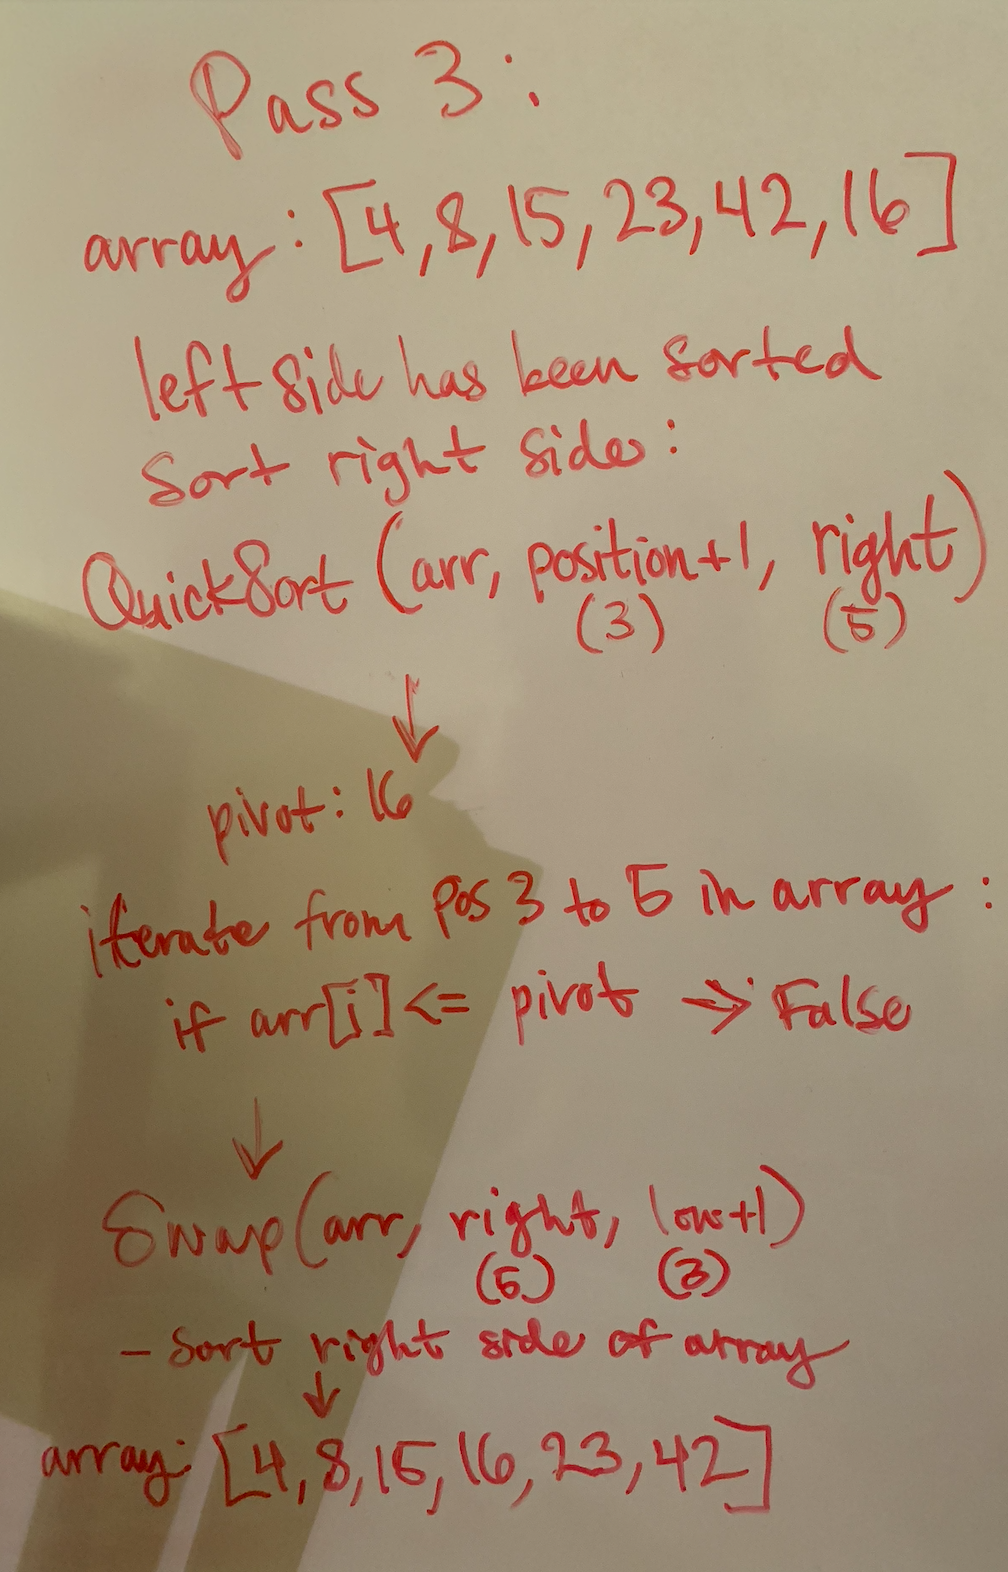 Pass 3:
array: [4,8,15,23,42,16]
left side has been sorted
Sort right side:
QuickSort (arr, position+1, right)
(3) (5)
↓
pivot: 16
iterate from pos 3 to 5 in array:
if arr[i] <= pivot → False
↓
Swap(arr, right, low+1)
(5) (3)
- Sort right side of array
↓
array: [4,8,15,16,23,42]